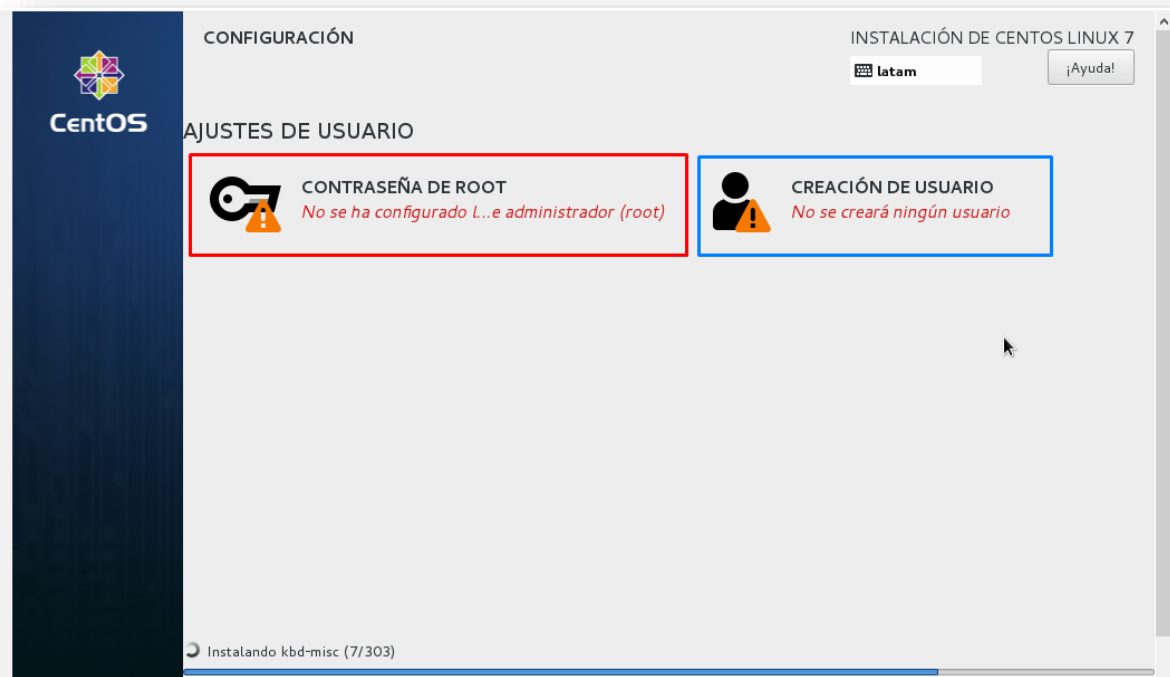 CONFIGURACIÓN
INSTALACIÓN DE CENTOS LINUX 7
latam
¡Ayuda!
CentOS
AJUSTES DE USUARIO
CONTRASEÑA DE ROOT
No se ha configurado l...e administrador (root)
CREACIÓN DE USUARIO
No se creará ningún usuario
Instalando kbd-misc (7/303)